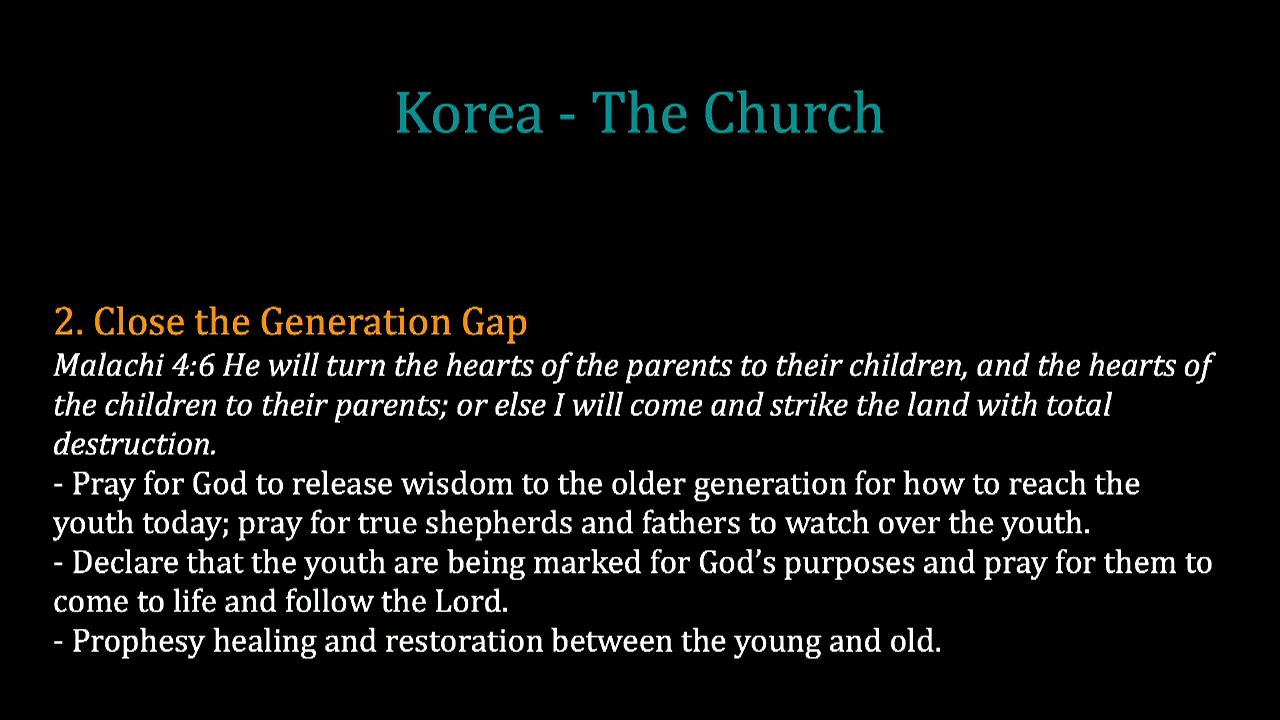 Korea - The Church
2. Close the Generation Gap
Malachi 4:6 He will turn the hearts of the parents to their children, and the hearts of
the children to their parents; or else I will come and strike the land with total
destruction.
- Pray for God to release wisdom to the older generation for how to reach the
youth today; pray for true shepherds and fathers to watch over the youth.
- Declare that the youth are being marked for God’s purposes and pray for them to
come to life and follow the Lord.
- Prophesy healing and restoration between the young and old.